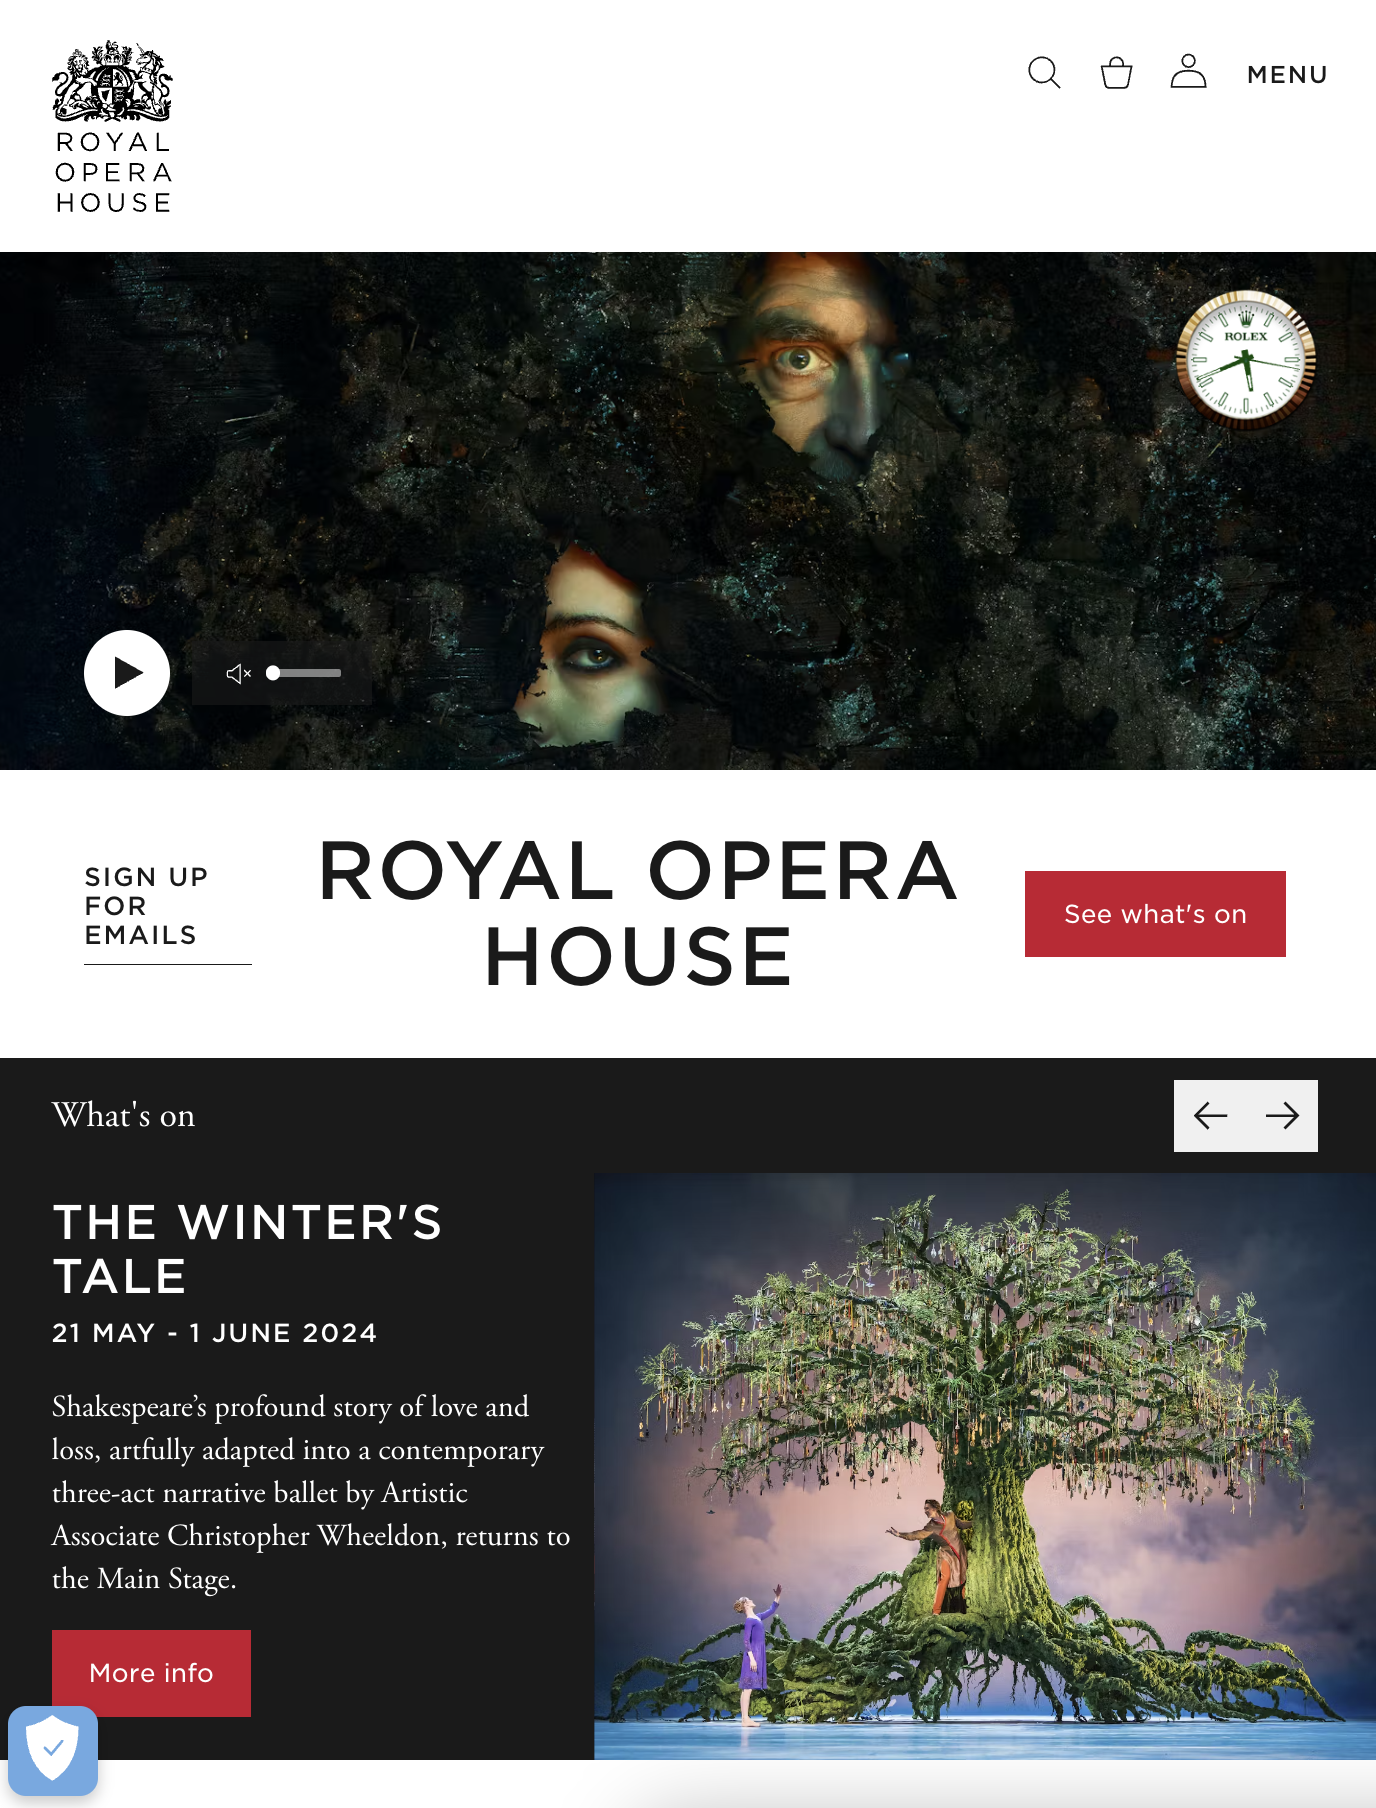 ROYAL
OPERA
HOUSE
MENU
ROLEX
SIGN UP
FOR
EMAILS
ROYAL OPERA
HOUSE
See what's on
What's on
THE WINTER'S
TALE
21 MAY - 1 JUNE 2024
Shakespeare’s profound story of love and
loss, artfully adapted into a contemporary
three-act narrative ballet by Artistic
Associate Christopher Wheeldon, returns to
the Main Stage.
More info